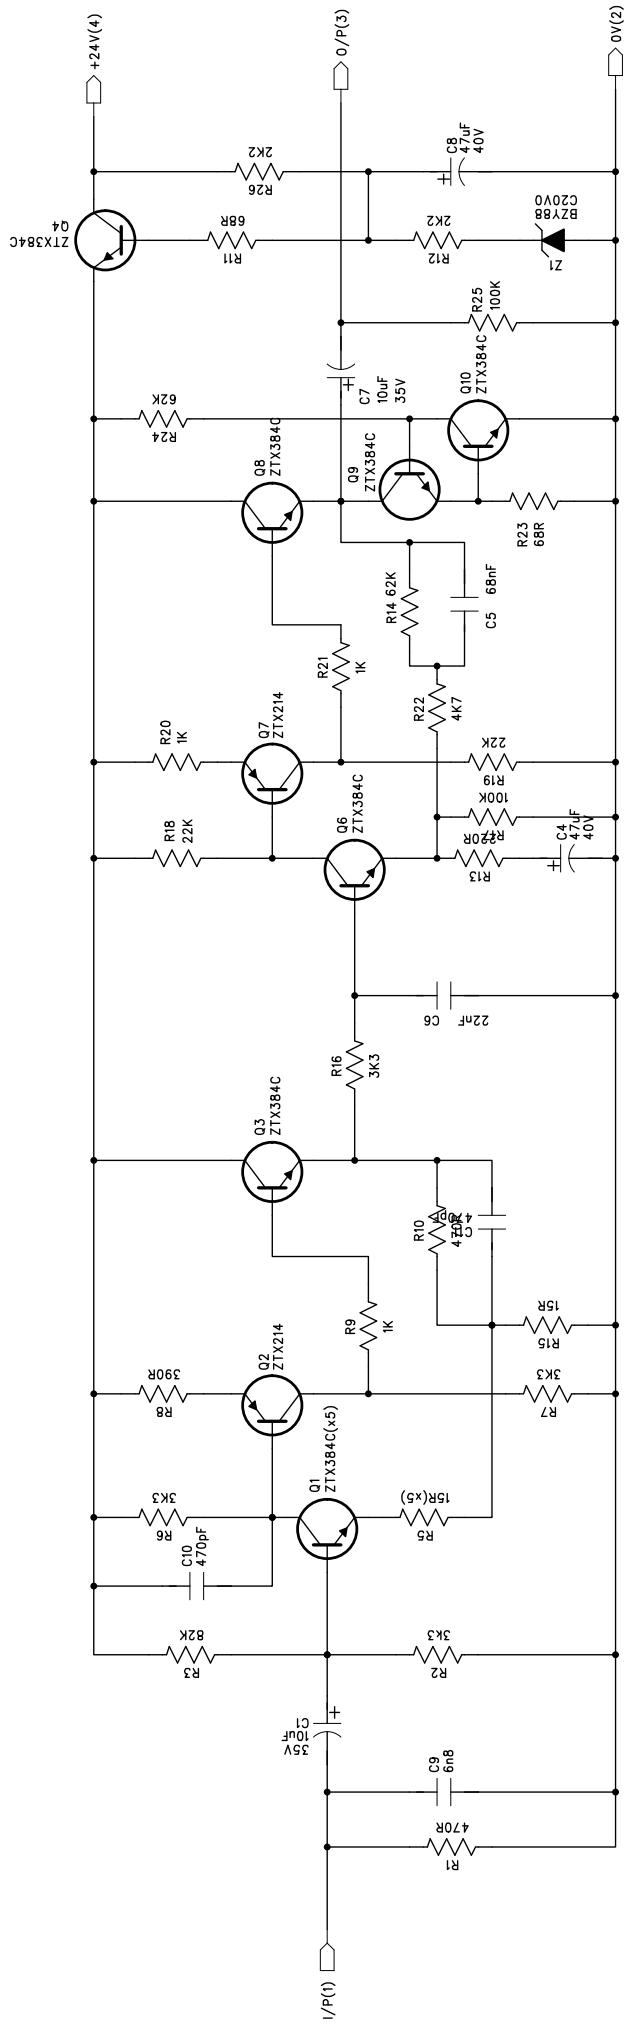 +24V(4)
O/P(3)
0V(2)
Q4
ZTX384C
R26
2K2
C8
47uF
40V
R11
68R
R12
2K2
Z1
BZY88
C20V0
R25
100K
C7
10uF
35V
R24
62K
Q10
ZTX384C
Q8
ZTX384C
Q9
ZTX384C
R23
68R
R14 62K
C5
68nF
R21
1K
R22
4K7
R20
1K
Q7
ZTX214
R19
22K
R17
100K
R18
22K
Q6
ZTX384C
R13
220R
C4
47uF
40V
C6
22nF
R16
3K3
Q3
ZTX384C
R10
470R
C11
470pF
R9
1K
R15
15R
R8
390R
Q2
ZTX214
R7
3K3
Q1
ZTX384C(x5)
R6
3K3
R5
15R(x5)
C10
470pF
R3
82K
R2
3k3
C1
10uF
35V
C9
6n8
R1
470R
I/P(1)